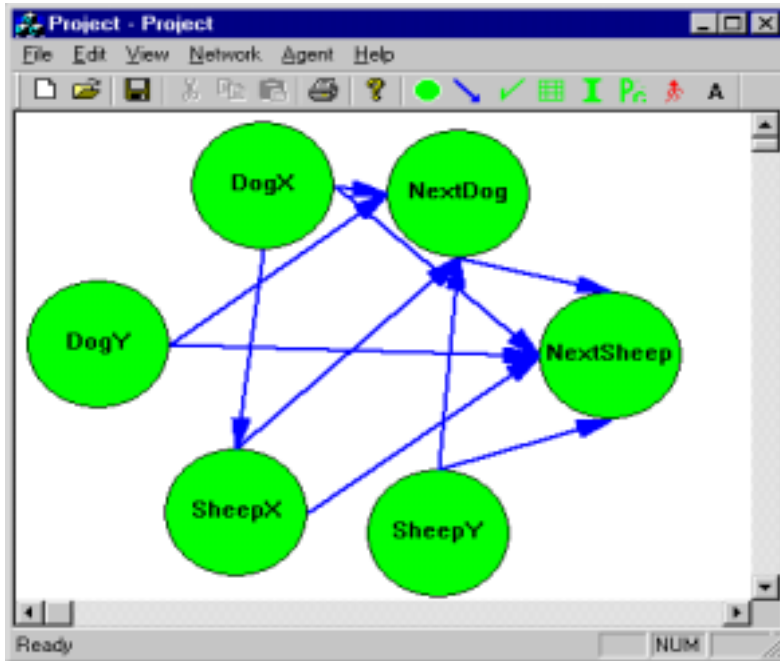 Project - Project
File Edit View Network Agent Help
A
DogX
NextDog
DogY
NextSheep
SheepX
SheepY
Ready
NUM